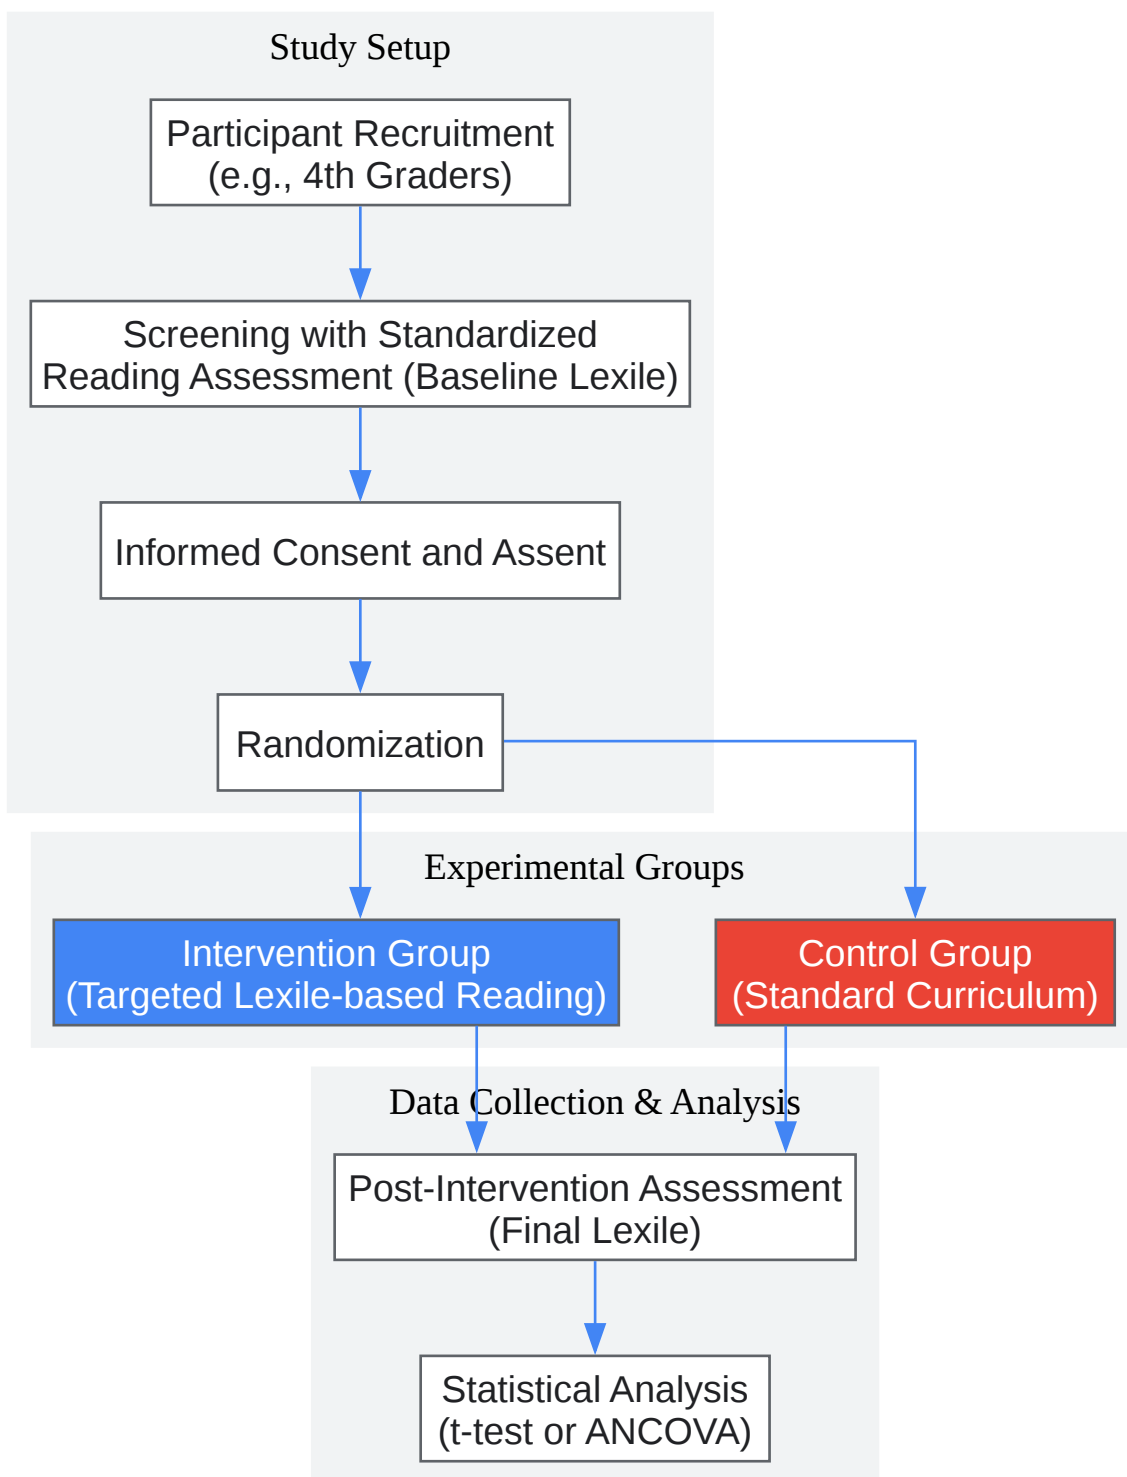 Study Setup
Participant Recruitment
(e.g., 4th Graders)
Screening with Standardized
Reading Assessment (Baseline Lexile)
Informed Consent and Assent
Randomization
Experimental Groups
Intervention Group
(Targeted Lexile-based Reading)
Control Group
(Standard Curriculum)
Data Collection & Analysis
Post-Intervention Assessment
(Final Lexile)
Statistical Analysis
(t-test or ANCOVA)